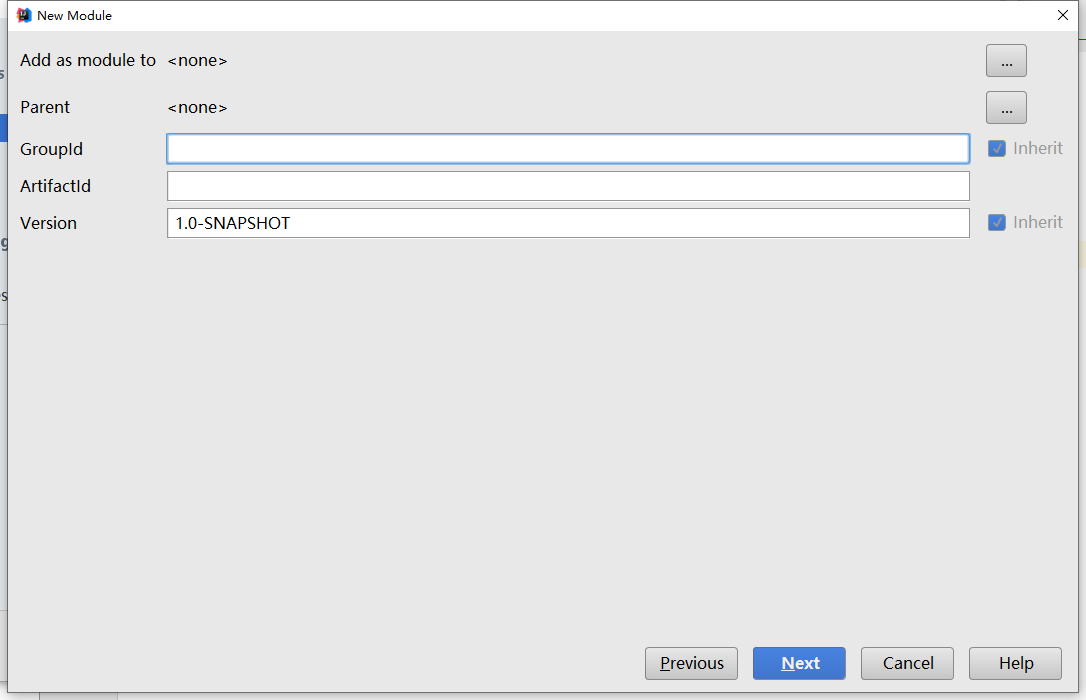 New Module
Add as module to <none>
...
Parent <none>
...
GroupId
Inherit
ArtifactId
Version 1.0-SNAPSHOT
Inherit
Previous Next Cancel Help